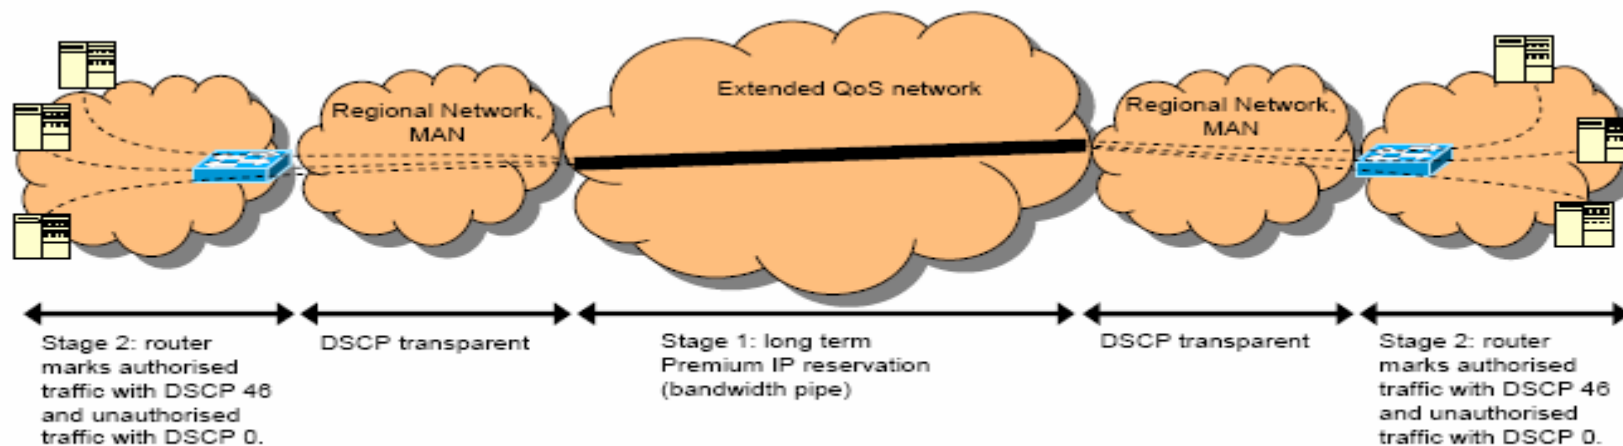 Extended QoS network
Regional Network,
MAN
Regional Network,
MAN
Stage 2: router
marks authorised
traffic with DSCP 46
and unauthorised
traffic with DSCP 0.
DSCP transparent
Stage 1: long term
Premium IP reservation
(bandwidth pipe)
DSCP transparent
Stage 2: router
marks authorised
traffic with DSCP 46
and unauthorised
traffic with DSCP 0.